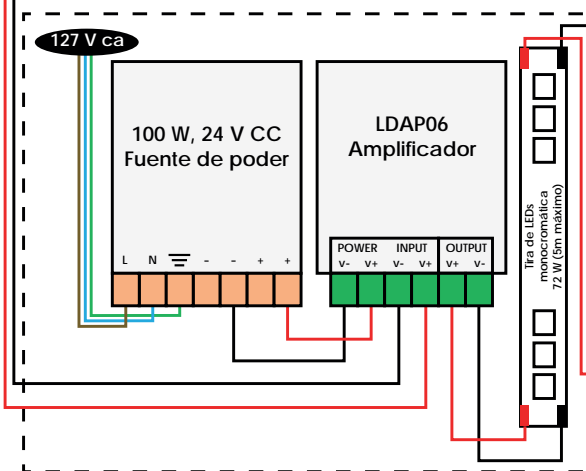 127 V ca
100 W, 24 V CC
Fuente de poder
L N - - + +
LDAP06
Amplificador
POWER INPUT OUTPUT
V- V+ V- V+ V+ V-
Tira de LEDs
monocromática
72 W (5m máximo)